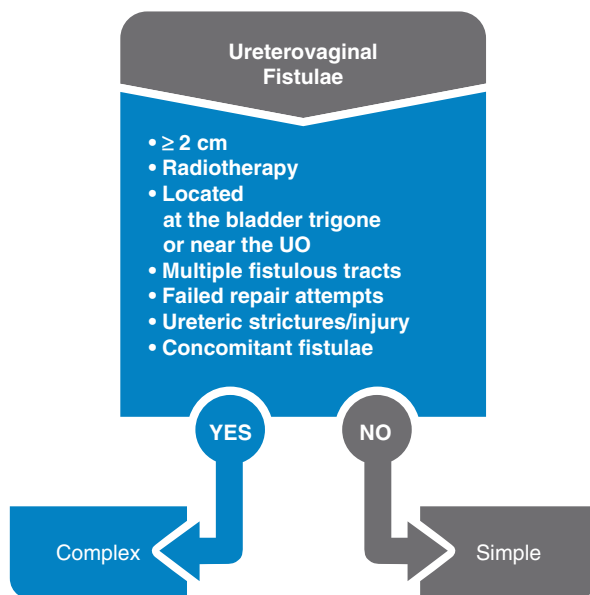 Ureterovaginal
Fistulae
• ≥ 2 cm
• Radiotherapy
• Located
at the bladder trigone
or near the UO
• Multiple fistulous tracts
• Failed repair attempts
• Ureteric strictures/injury
• Concomitant fistulae
YES
NO
Complex
Simple